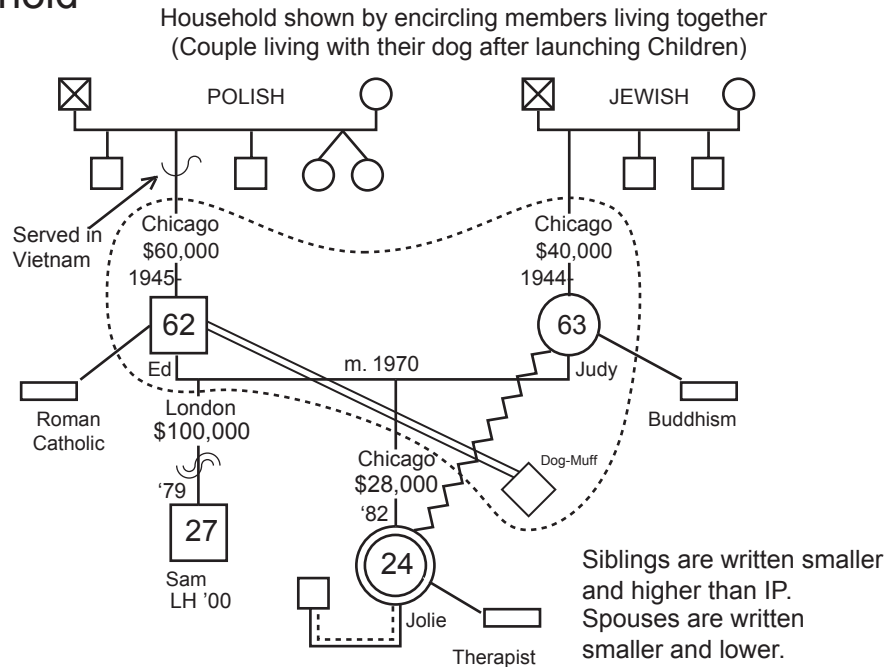 Household shown by encircling members living together
(Couple living with their dog after launching Children)
POLISH
JEWISH
Served in
Vietnam
Chicago
$60,000
1945-
62
Ed
Chicago
$40,000
1944-
63
Judy
m. 1970
Roman
Catholic
Buddhism
London
$100,000
'79
27
Sam
LH '00
Chicago
$28,000
'82
24
Jolie
Dog-Muff
Therapist
Siblings are written smaller
and higher than IP.
Spouses are written
smaller and lower.